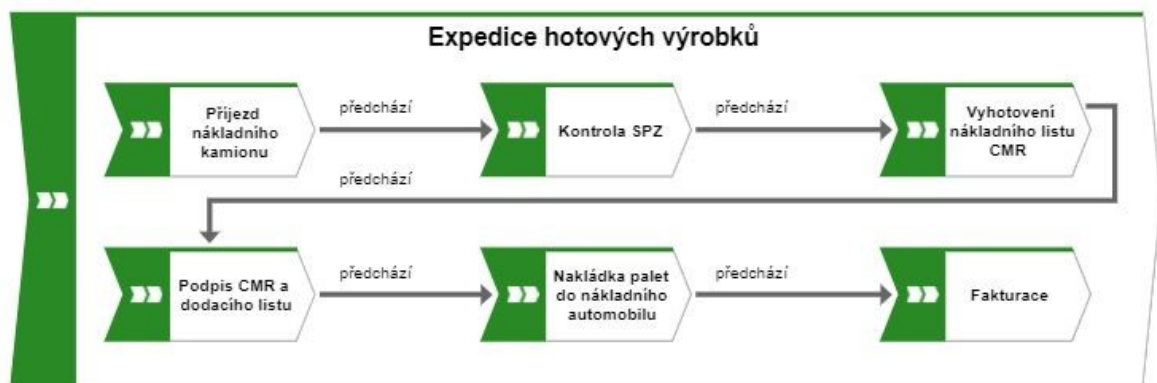 Expedice hotových výrobků
Příjezd
nákladního
kamionu
předchází
Kontrola SPZ
předchází
Vyhotovení
nákladního listu
CMR
předchází
Podpis CMR a
dodacího listu
předchází
Nakládka palet
do nákladního
automobilu
předchází
Fakturace